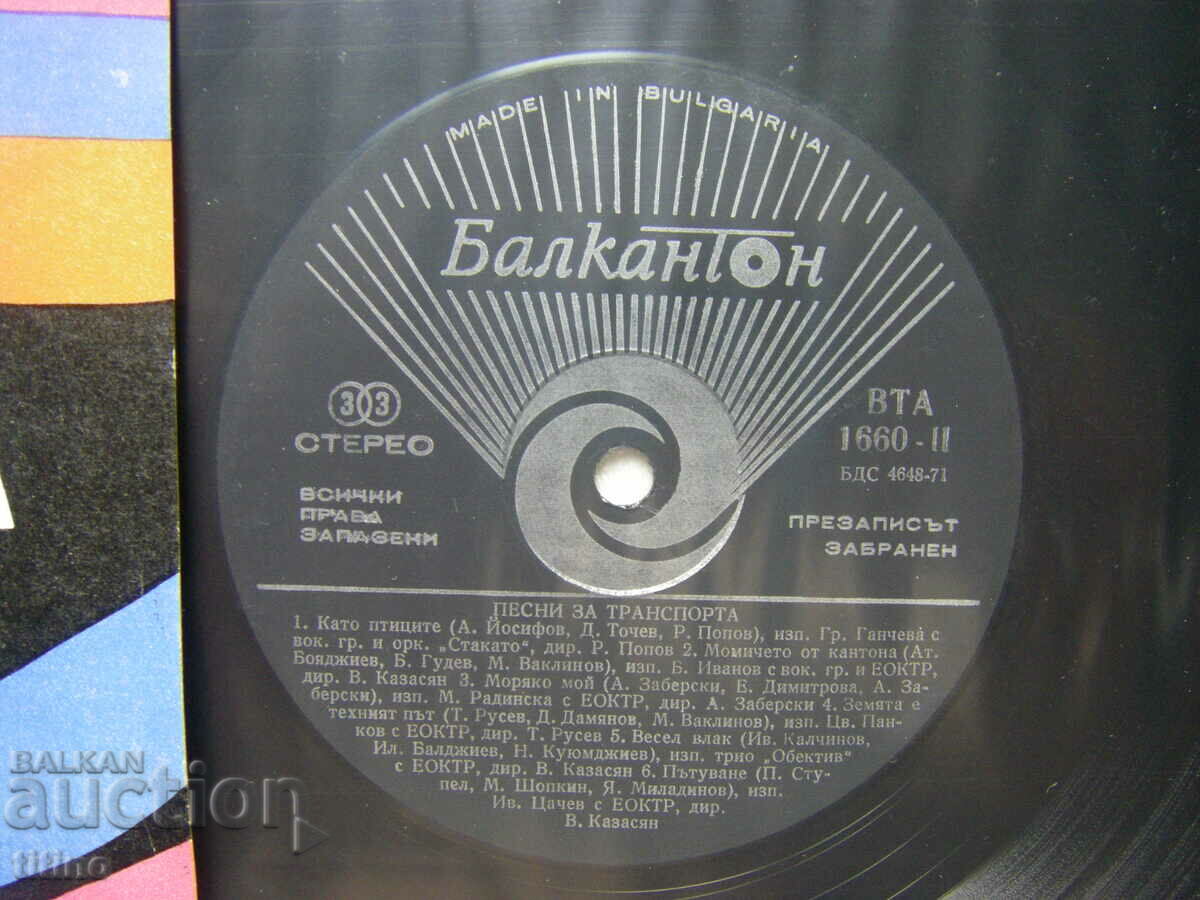 MADE IN BULGARIA
Балкантон
33
СТЕРЕО
ВТА
1660-II
БДС 4648-71
ВСИЧКИ
ПРАВА
ЗАПАЗЕНИ
ПРЕЗАПИСЪТ
ЗАБРАНЕН
ПЕСНИ ЗА ТРАНСПОРТА
1. Като птиците (А. Йосифов, Д. Точев, Р. Попов), изп. Гр. Ганчева с
вок. гр. и орк. „Стакато“, дир. Р. Попов 2. Момичето от кантона (Ат.
Бояджиев, Б. Гудев, М. Ваклинов), изп. Б. Иванов с вок. гр. и ЕОКТР,
дир. В. Казасян 3. Моряко мой (А. Заберски, Е. Димитрова, А. За-
берски), изп. М. Радинска с ЕОКТР, дир. А. Заберски 4. Земята е
техният път (Т. Русев, Д. Дамянов, М. Ваклинов), изп. Цв. Пан-
ков с ЕОКТР, дир. Т. Русев 5. Весел влак (Ив. Калчинов,
Ил. Балджиев, Н. Куюмджиев), изп. трио „Обектив“
с ЕОКТР, дир. В. Казасян 6. Пътуване (П. Сту-
пел, М. Шопкин, Я. Миладинов), изп.
Ив. Цачев с ЕОКТР, дир.
В. Казасян
BALKAN
auction
titino